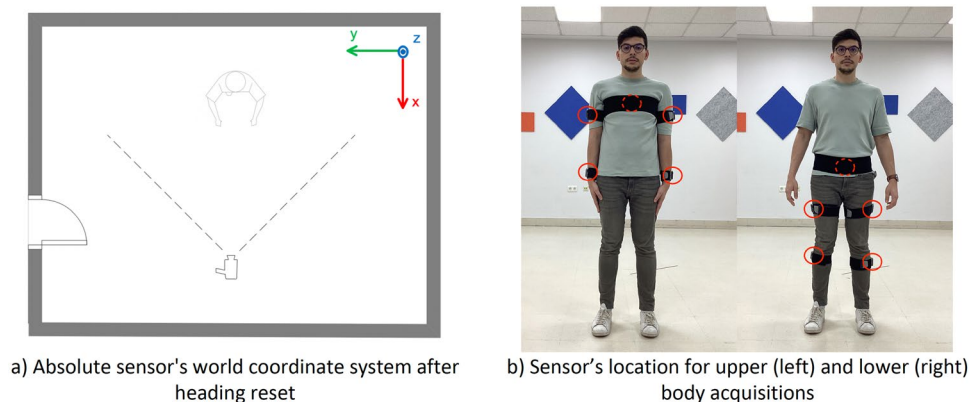 y
z
x
a) Absolute sensor's world coordinate system after
heading reset
b) Sensor’s location for upper (left) and lower (right)
body acquisitions